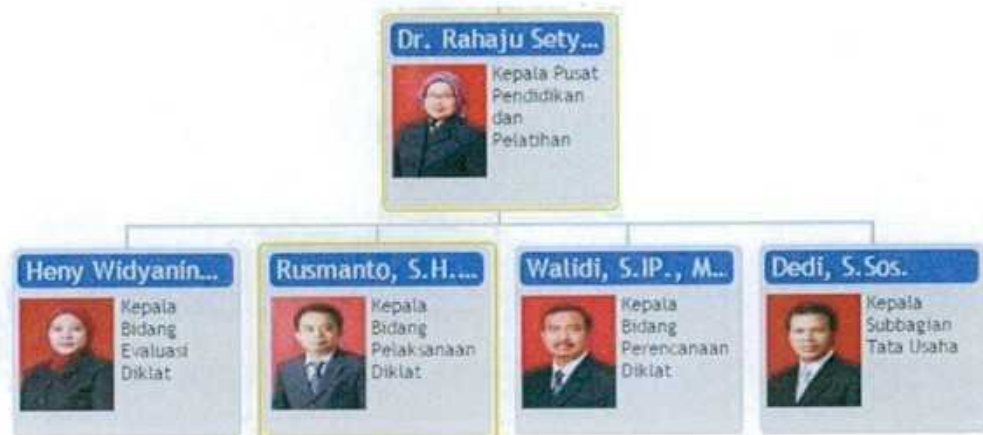 Dr. Rahaju Sety...
Kepala Pusat
Pendidikan
dan
Pelatihan
Heny Widyanin...
Kepala
Bidang
Evaluasi
Diklat
Rusmanto, S.H....
Kepala
Bidang
Pelaksanaan
Diklat
Walidi, S.IP., M...
Kepala
Bidang
Perencanaan
Diklat
Dedi, S.Sos.
Kepala
Subbagian
Tata Usaha